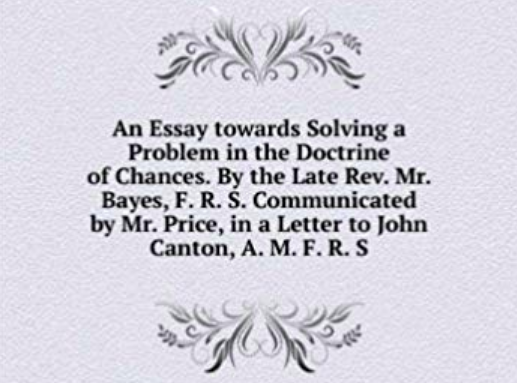 An Essay towards Solving a
Problem in the Doctrine
of Chances. By the Late Rev. Mr.
Bayes, F. R. S. Communicated
by Mr. Price, in a Letter to John
Canton, A. M. F. R. S